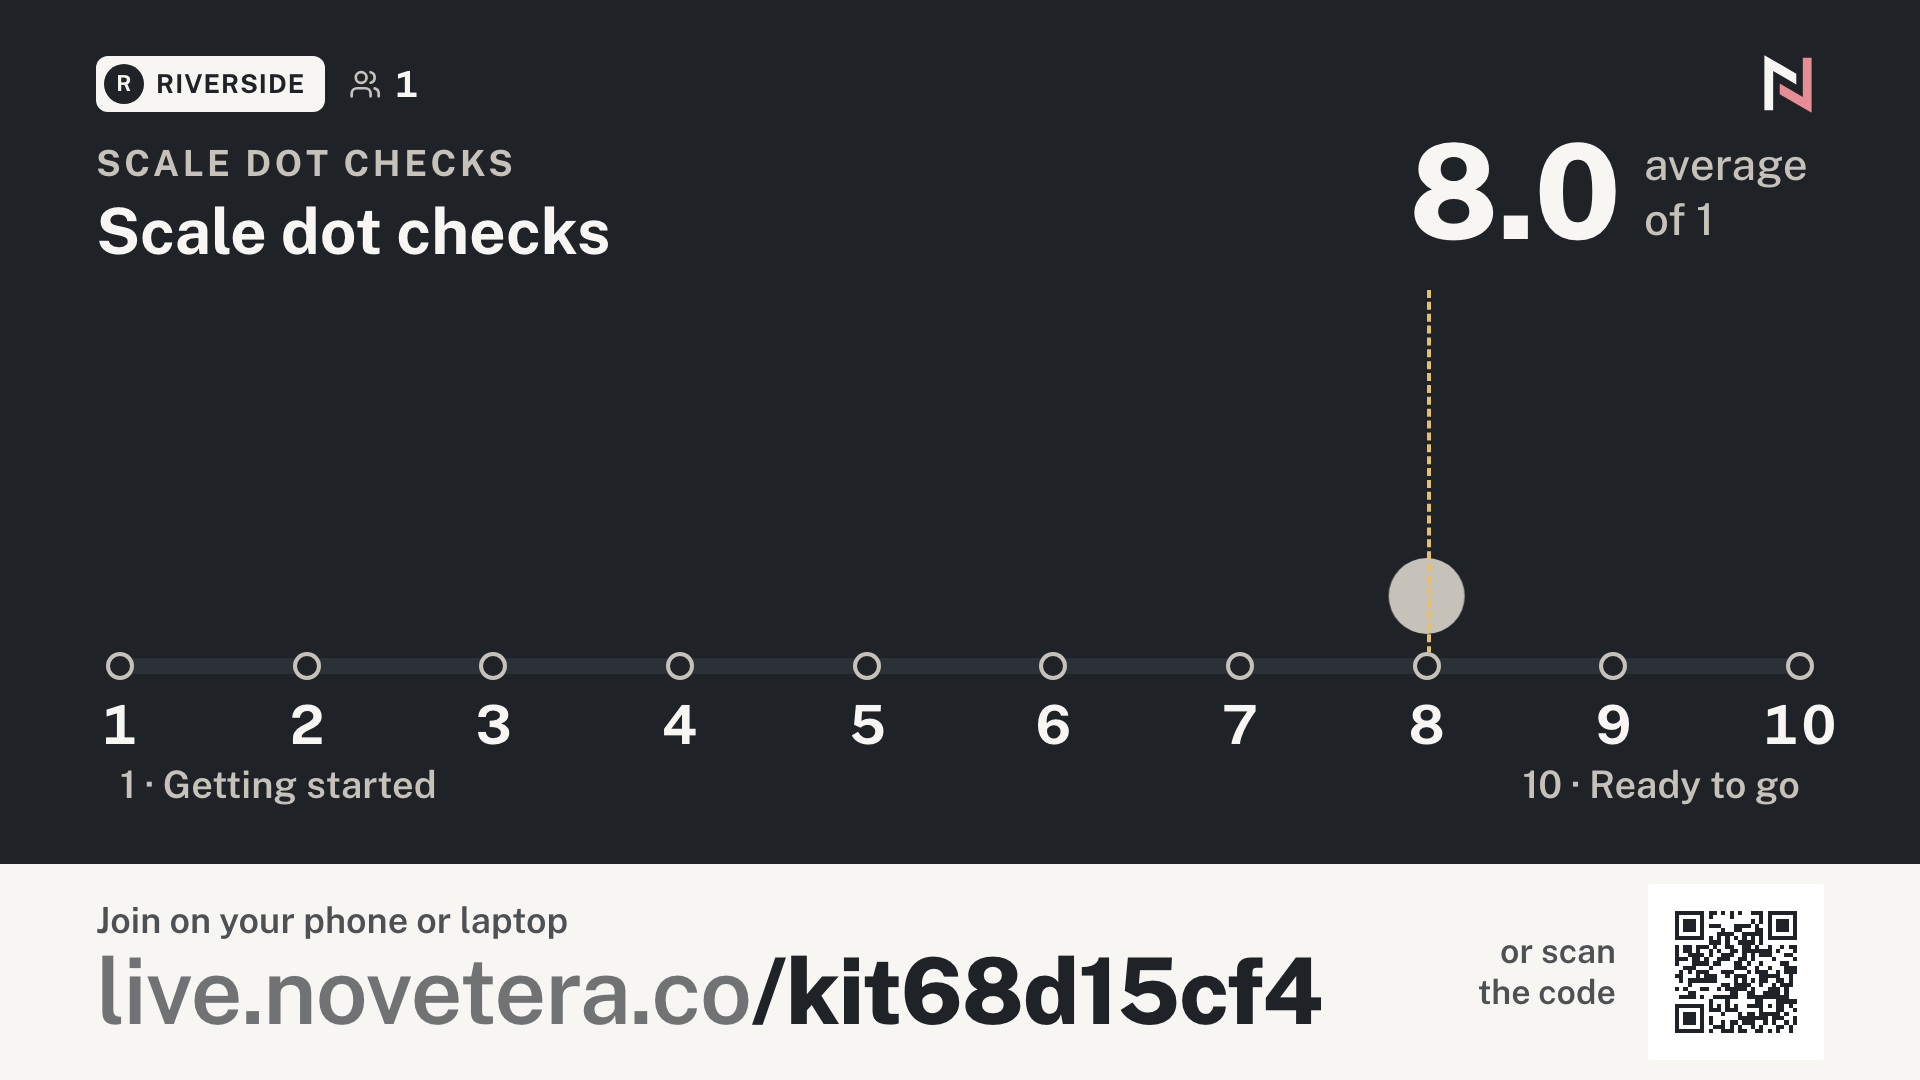 R RIVERSIDE 1
SCALE DOT CHECKS
Scale dot checks
8.0 average of 1
1 2 3 4 5 6 7 8 9 10
1 · Getting started
10 · Ready to go
Join on your phone or laptop
live.novetera.co/kit68d15cf4
or scan
the code